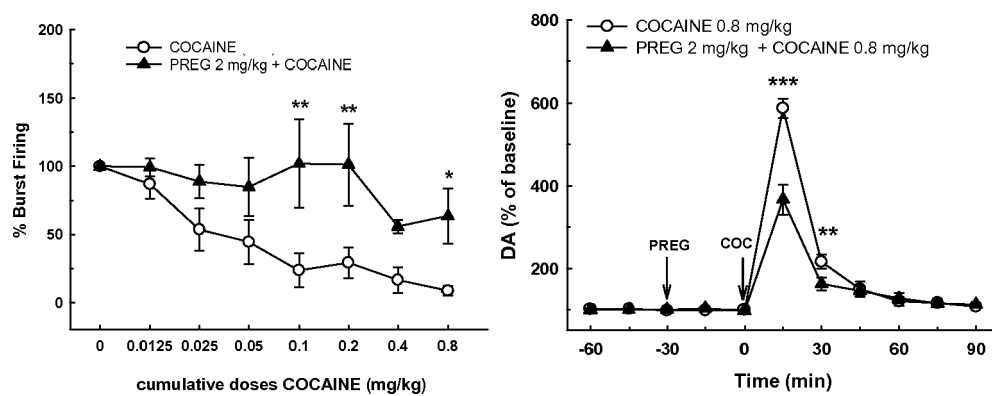 200
150
100
50
0
% Burst Firing
COCAINE
PREG 2 mg/kg + COCAINE
** ** *
0 0.0125 0.025 0.05 0.1 0.2 0.4 0.8
cumulative doses COCAINE (mg/kg)
800
600
400
200
DA (% of baseline)
COCAINE 0.8 mg/kg
PREG 2 mg/kg + COCAINE 0.8 mg/kg
***
**
PREG COC
-60 -30 0 30 60 90
Time (min)